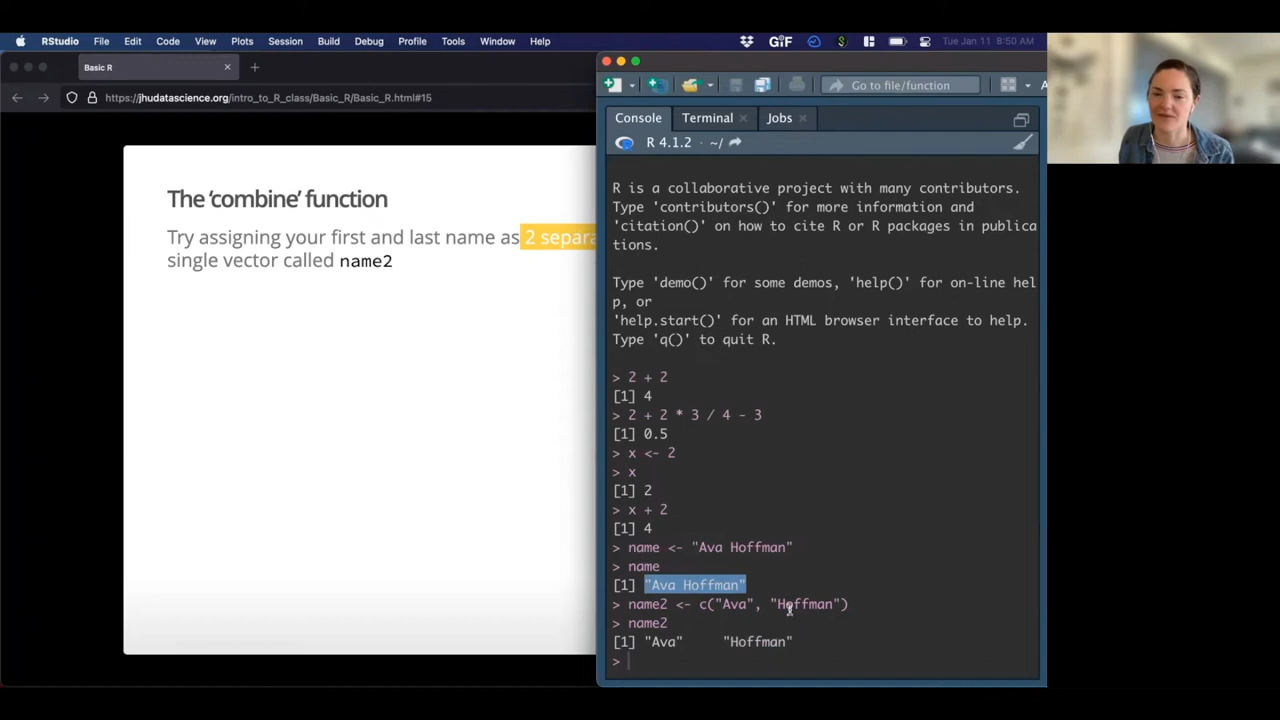 RStudio File Edit Code View Plots Session Build Debug Profile Tools Window Help GiF Tue Jan 11 8:50 AM
Basic R
https://jhudatascience.org/intro_to_R_class/Basic_R/Basic_R.html#15
The ‘combine’ function
Try assigning your first and last name as 2 separa
single vector called name2
Go to file/function
Console Terminal Jobs
R 4.1.2 · ~/
R is a collaborative project with many contributors.
Type 'contributors()' for more information and
'citation()' on how to cite R or R packages in publica
tions.
Type 'demo()' for some demos, 'help()' for on-line hel
p, or
'help.start()' for an HTML browser interface to help.
Type 'q()' to quit R.
> 2 + 2
[1] 4
> 2 + 2 * 3 / 4 - 3
[1] 0.5
> x <- 2
> x
[1] 2
> x + 2
[1] 4
> name <- "Ava Hoffman"
> name
[1] "Ava Hoffman"
> name2 <- c("Ava", "Hoffman")
> name2
[1] "Ava" "Hoffman"
>